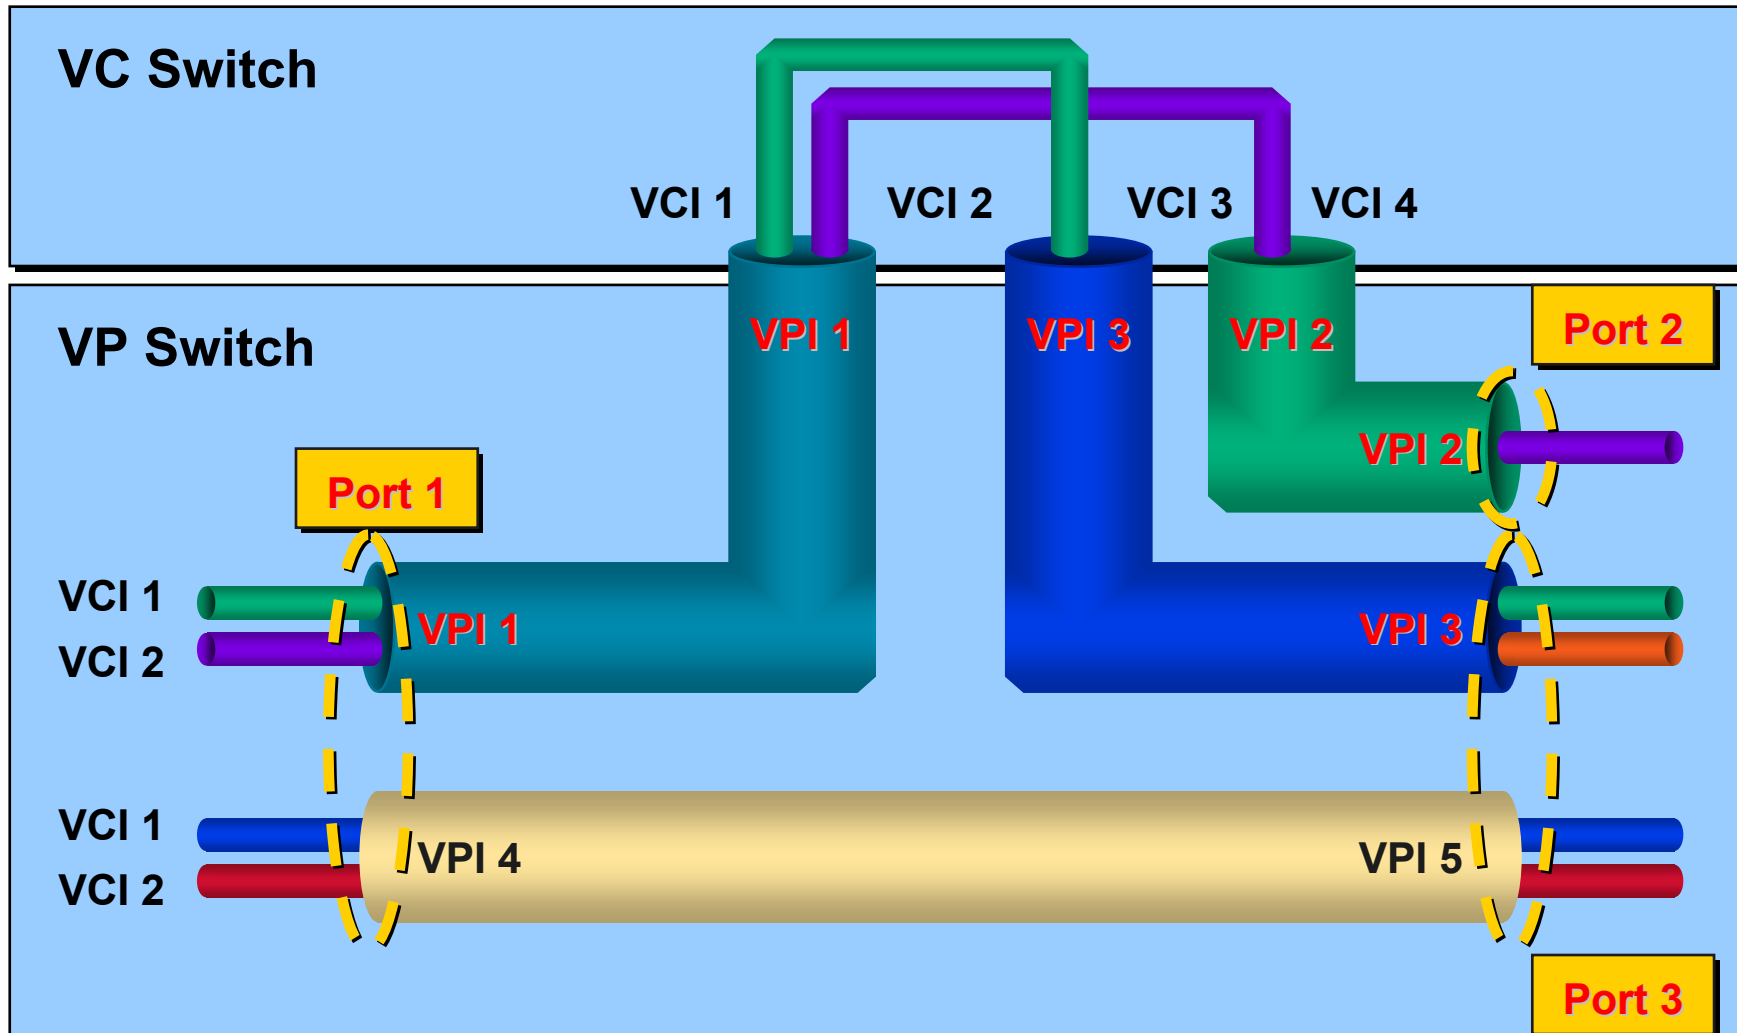 VC Switch
VCI 1 VCI 2 VCI 3 VCI 4
VP Switch
VPI 1 VPI 3 VPI 2
Port 2
VPI 2
Port 1
VCI 1
VPI 1 VPI 3
VCI 2
VCI 1
VPI 4 VPI 5
VCI 2
Port 3